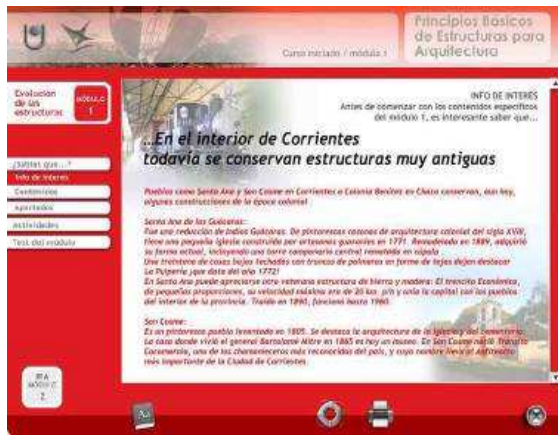 Principios Básicos
de Estructuras para
Arquitectura
Curso iniciado / módulo 1
Evolución
de las
estructuras
MÓDULO
1
¿Sabías que...?
Info de interés
Contenidos
Apartados
Actividades
Test del módulo
INFO DE INTERÉS
Antes de comenzar con los contenidos específicos
del módulo 1, es interesante saber que...
...En el interior de Corrientes
todavía se conservan estructuras muy antiguas
Pueblos como Santa Ana y San Cosme en Corrientes o Colonia Benítez en Chaco conservan, aun hoy,
algunas construcciones de la época colonial.
Santa Ana de los Guácaras:
Fue una reducción de indios Guácaras. De pintorescas casonas de arquitectura colonial del siglo XVIII,
tiene una pequeña iglesia construida por artesanos guaraníes en 1771. Remodelada en 1889, adquirió
su forma actual, incluyendo una torre campanario central rematada en cúpula.
Una treintena de casas bajas techadas con troncos de palmeras en forma de tejas dejan destacar
La Pulpería ¡que data del año 1772!
En Santa Ana puede apreciarse otra veterana estructura de hierro y madera: El trencito Económico,
de pequeñas proporciones, su velocidad máxima era de 20 km. p/h y unía la capital con los pueblos
del interior de la provincia. Traído en 1890, funcionó hasta 1960.
San Cosme:
Es un pintoresco pueblo levantado en 1805. Se destaca la arquitectura de la iglesia y del cementerio.
La casa donde vivió el general Bartolomé Mitre en 1865 es hoy un museo. En San Cosme nació Tránsito
Cocomarola, uno de los chamameceros más reconocidos del país, y cuyo nombre lleva el Anfiteatro
más importante de la Ciudad de Corrientes.
IR A
MÓDULO
2